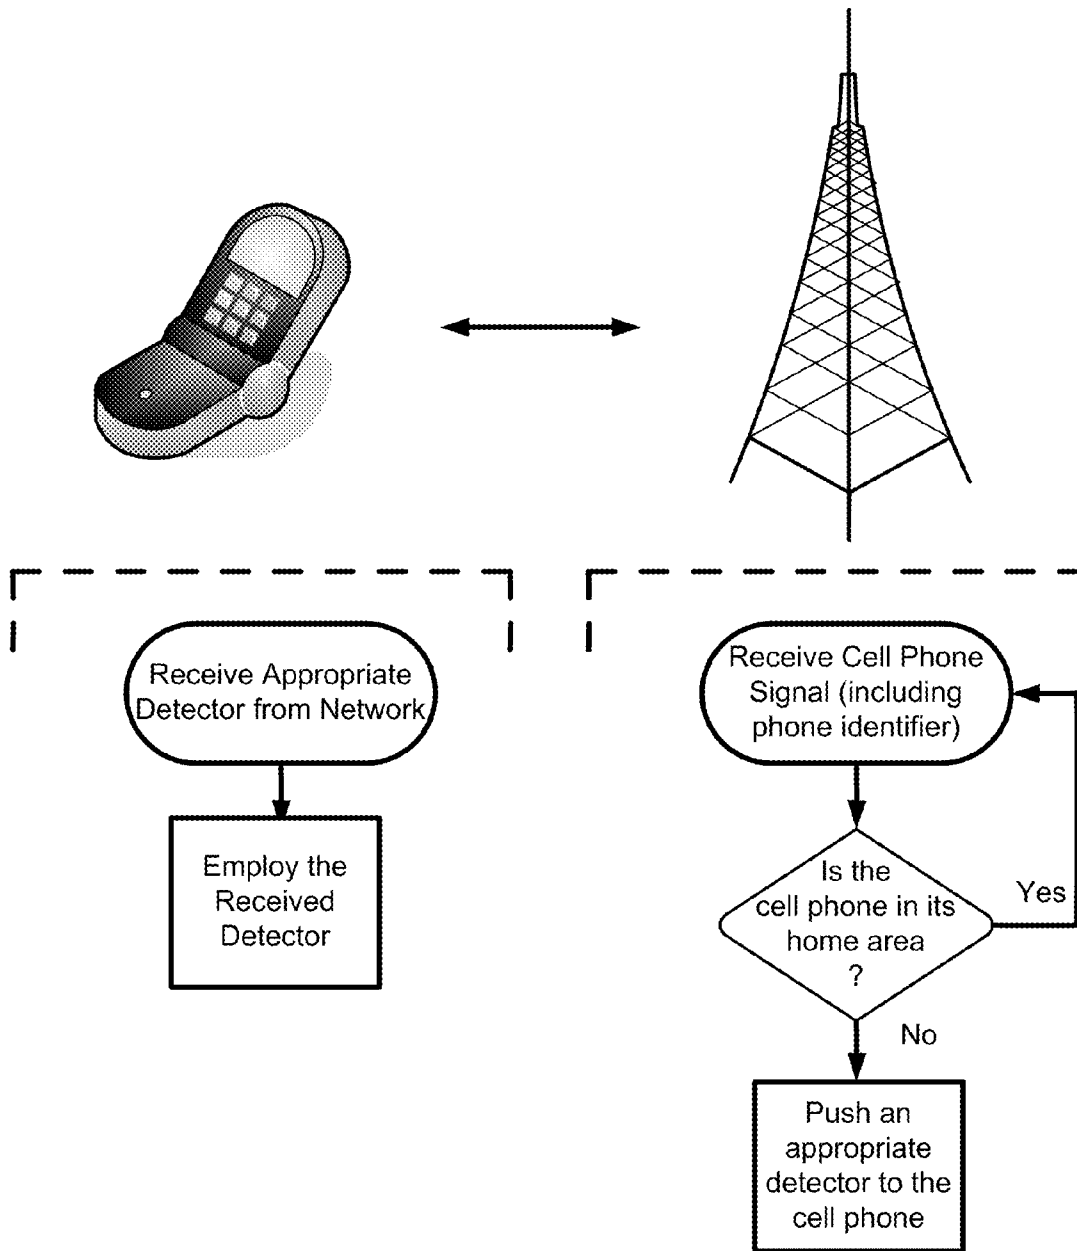 Receive Appropriate
Detector from Network
Employ the
Received
Detector
Receive Cell Phone
Signal (including
phone identifier)
Is the
cell phone in its
home area
?
Yes
No
Push an
appropriate
detector to the
cell phone